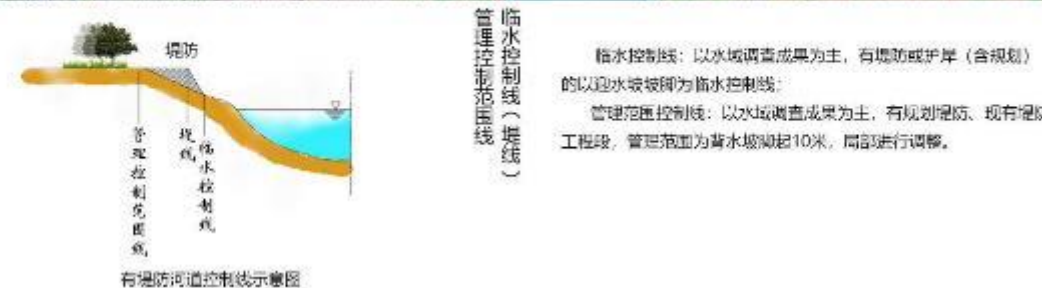 堤防
管理控制范围线
堤线
临水控制线
有堤防河道控制线示意图
临水控制线（堤线）
管理控制范围线
临水控制线：以水域调查成果为主，有堤防或护岸（含规划）
的以迎水坡坡脚为临水控制线；
管理范围控制线：以水域调查成果为主，有规划堤防、现有堤防
工程段，管理范围为背水坡脚起10米，局部进行调整。